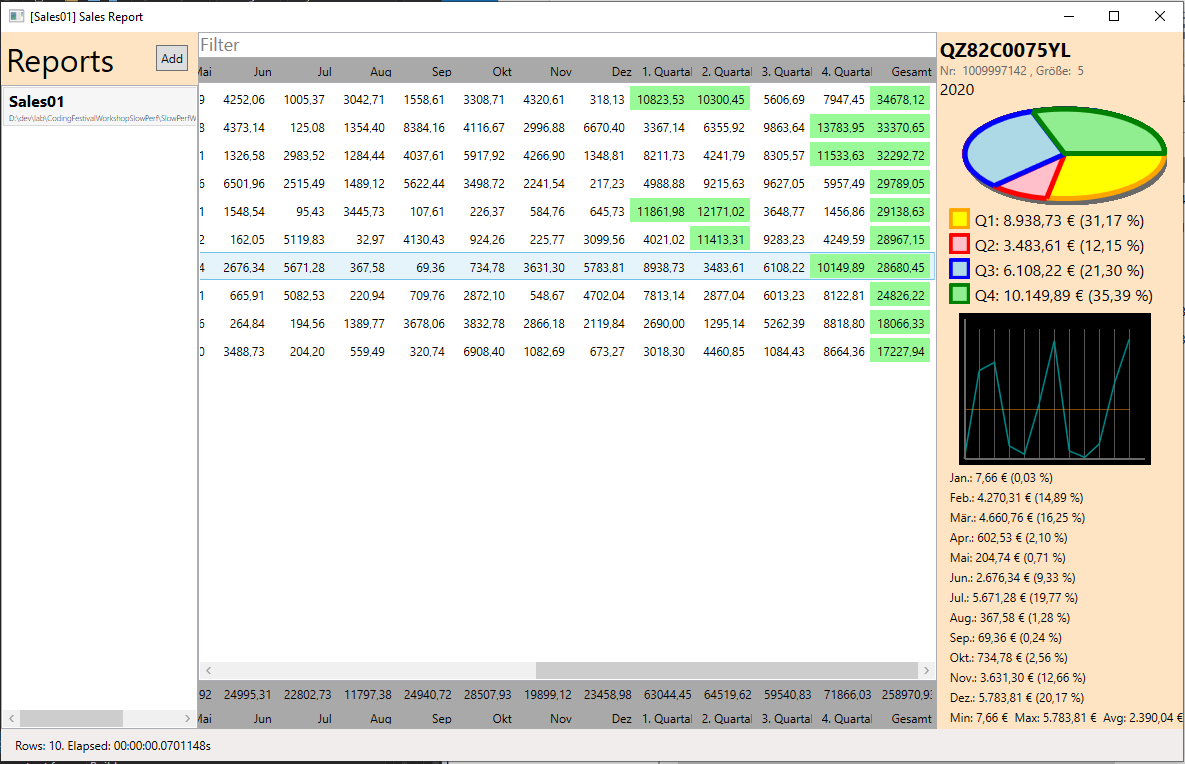 [Sales01] Sales Report
Reports
Add
Sales01
D:\dev\lab\CodingFestivalWorkshopSlowPerf\SlowPerfW
Filter
Mai Jun Jul Aug Sep Okt Nov Dez 1. Quartal 2. Quartal 3. Quartal 4. Quartal Gesamt
9 4252,06 1005,37 3042,71 1558,61 3308,71 4320,61 318,13 10823,53 10300,45 5606,69 7947,45 34678,12
8 4373,14 125,08 1354,40 8384,16 4116,67 2996,88 6670,40 3367,14 6355,92 9863,64 13783,95 33370,65
1 1326,58 2983,52 1284,44 4037,61 5917,92 4266,90 1348,81 8211,73 4241,79 8305,57 11533,63 32292,72
6 6501,96 2515,49 1489,12 5622,44 3498,72 2241,54 217,23 4988,88 9215,63 9627,05 5957,49 29789,05
1 1548,54 95,43 3445,73 107,61 226,37 584,76 645,73 11861,98 12171,02 3648,77 1456,86 29138,63
2 162,05 5119,83 32,97 4130,43 924,26 225,77 3099,56 4021,02 11413,31 9283,23 4249,59 28967,15
4 2676,34 5671,28 367,58 69,36 734,78 3631,30 5783,81 8938,73 3483,61 6108,22 10149,89 28680,45
1 665,91 5082,53 220,94 709,76 2872,10 548,67 4702,04 7813,14 2877,04 6013,23 8122,81 24826,22
6 264,84 194,56 1389,77 3678,06 3832,78 2866,18 2119,84 2690,00 1295,14 5262,39 8818,80 18066,33
0 3488,73 204,20 559,49 320,74 6908,40 1082,69 673,27 3018,30 4460,85 1084,43 8664,36 17227,94
92 24995,31 22802,73 11797,38 24940,72 28507,93 19899,12 23458,98 63044,45 64519,62 59540,83 71866,03 258970,93
Mai Jun Jul Aug Sep Okt Nov Dez 1. Quartal 2. Quartal 3. Quartal 4. Quartal Gesamt
QZ82C0075YL
Nr: 1009997142 , Größe: 5
2020
Q1: 8.938,73 € (31,17 %)
Q2: 3.483,61 € (12,15 %)
Q3: 6.108,22 € (21,30 %)
Q4: 10.149,89 € (35,39 %)
Jan.: 7,66 € (0,03 %)
Feb.: 4.270,31 € (14,89 %)
Mär.: 4.660,76 € (16,25 %)
Apr.: 602,53 € (2,10 %)
Mai: 204,74 € (0,71 %)
Jun.: 2.676,34 € (9,33 %)
Jul.: 5.671,28 € (19,77 %)
Aug.: 367,58 € (1,28 %)
Sep.: 69,36 € (0,24 %)
Okt.: 734,78 € (2,56 %)
Nov.: 3.631,30 € (12,66 %)
Dez.: 5.783,81 € (20,17 %)
Min: 7,66 € Max: 5.783,81 € Avg: 2.390,04 €
Rows: 10. Elapsed: 00:00:00.0701148s